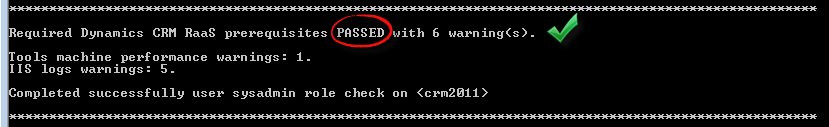 ************************************************************************************************
Required Dynamics CRM RaaS prerequisites PASSED with 6 warning(s).
Tools machine performance warnings: 1.
IIS logs warnings: 5.
Completed successfully user sysadmin role check on <crm2011>
************************************************************************************************